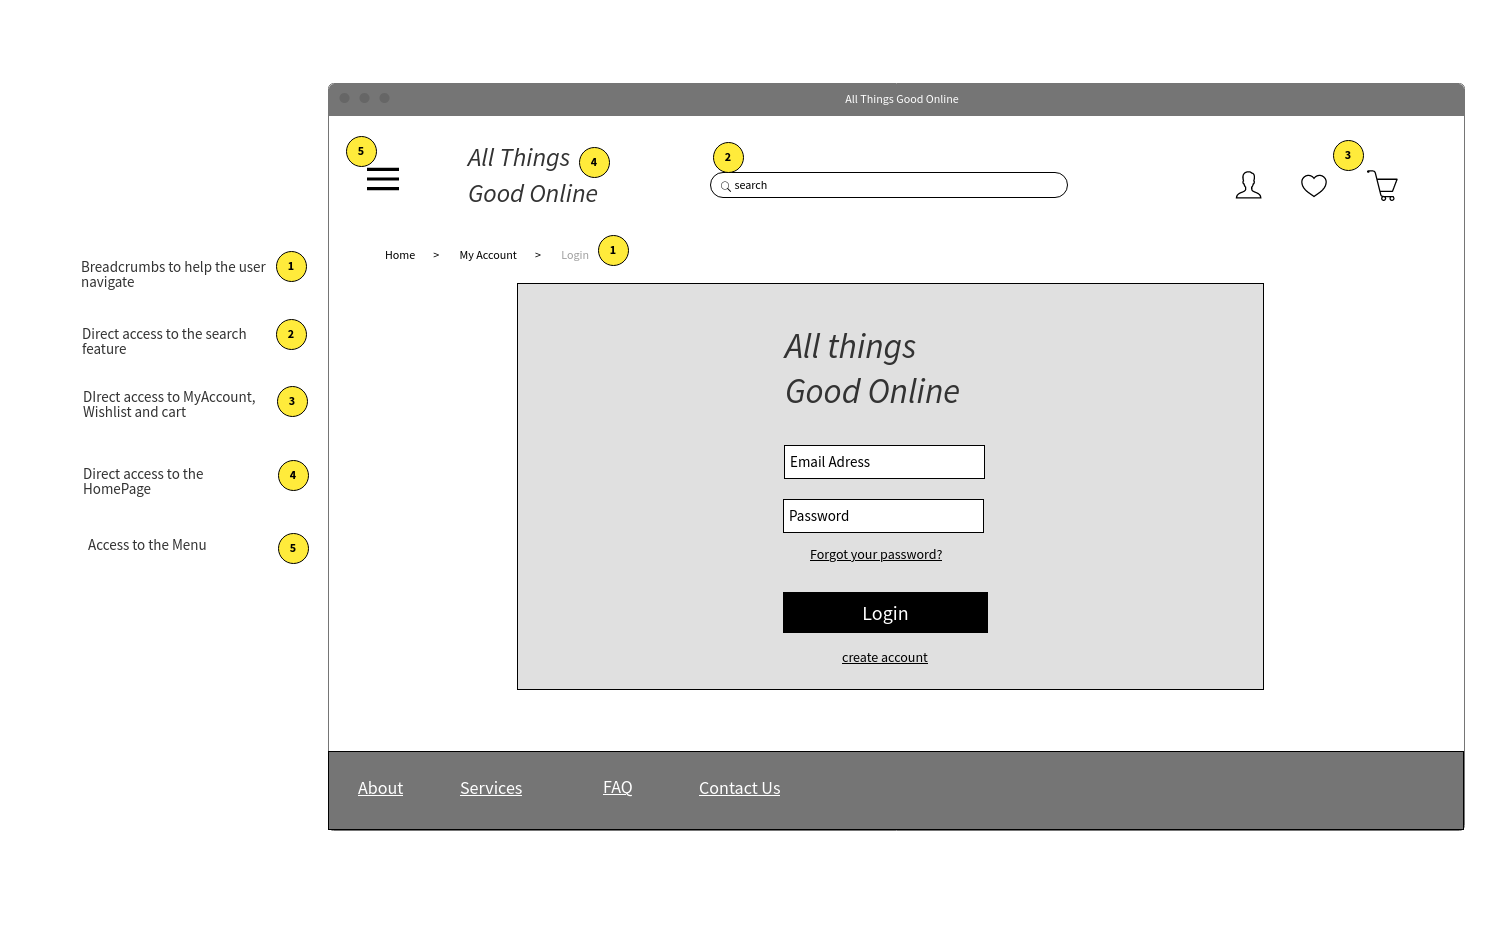 All Things Good Online
5
All Things
4
Good Online
2
search
3
Home > My Account > Login
1
Breadcrumbs to help the user
navigate
1
Direct access to the search
feature
2
DIrect access to MyAccount,
Wishlist and cart
3
Direct access to the
HomePage
4
Access to the Menu
5
All things
Good Online
Email Adress
Password
Forgot your password?
Login
create account
About Services FAQ Contact Us